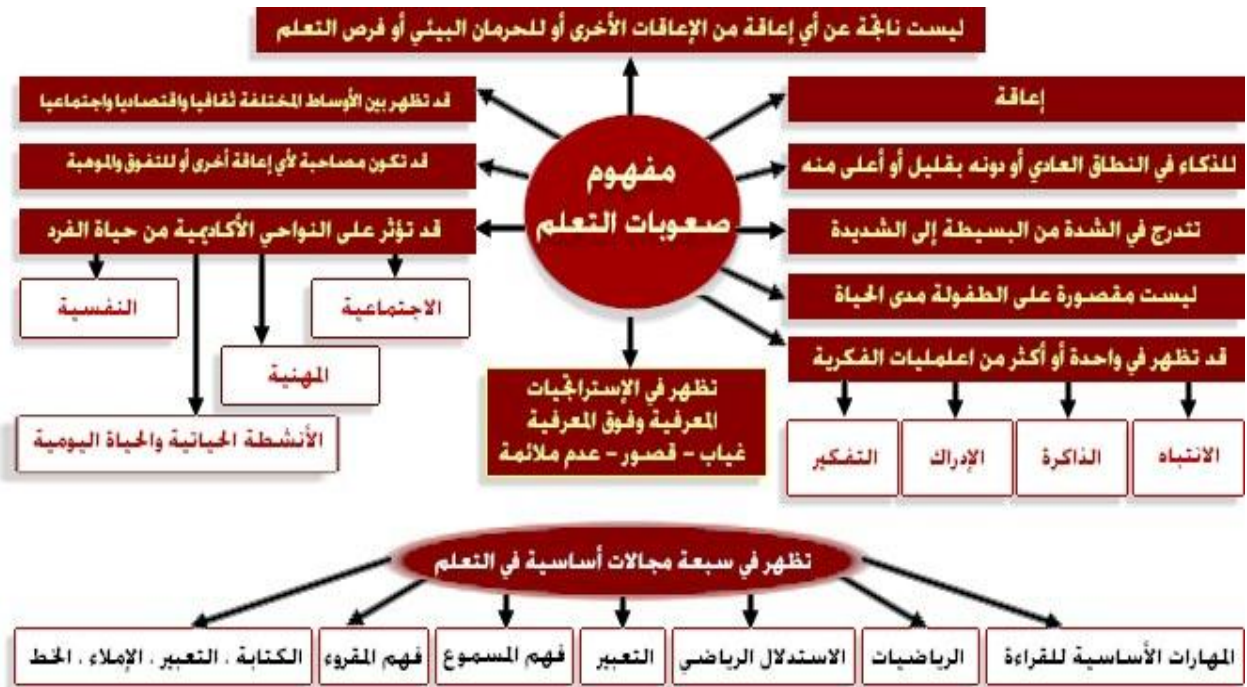 ليست ناتجة عن أي إعاقة من الإعاقات الأخرى أو للحرمان البيئي أو فرص التعلم
مفهوم
صعوبات التعلم
إعاقة
للذكاء في النطاق العادي أو دونه بقليل أو أعلى منه
تتدرج في الشدة من البسيطة إلى الشديدة
ليست مقصورة على الطفولة مدى الحياة
قد تظهر في واحدة أو أكثر من اعلمليات الفكرية
الانتباه
الذاكرة
الإدراك
التفكير
قد تظهر بين الأوساط المختلفة ثقافيا واقتصاديا واجتماعيا
قد تكون مصاحبة لأي إعاقة أخرى أو للتفوق والموهبة
قد تؤثر على النواحي الأكاديمية من حياة الفرد
الاجتماعية
النفسية
المهنية
الأنشطة الحياتية والحياة اليومية
تظهر في الإستراتجيات
المعرفية وفوق المعرفية
غياب – قصور – عدم ملائمة
تظهر في سبعة مجالات أساسية في التعلم
المهارات الأساسية للقراءة
الرياضيات
الاستدلال الرياضي
التعبير
فهم المسموع
فهم المقروء
الكتابة ، التعبير ، الإملاء ، الخط